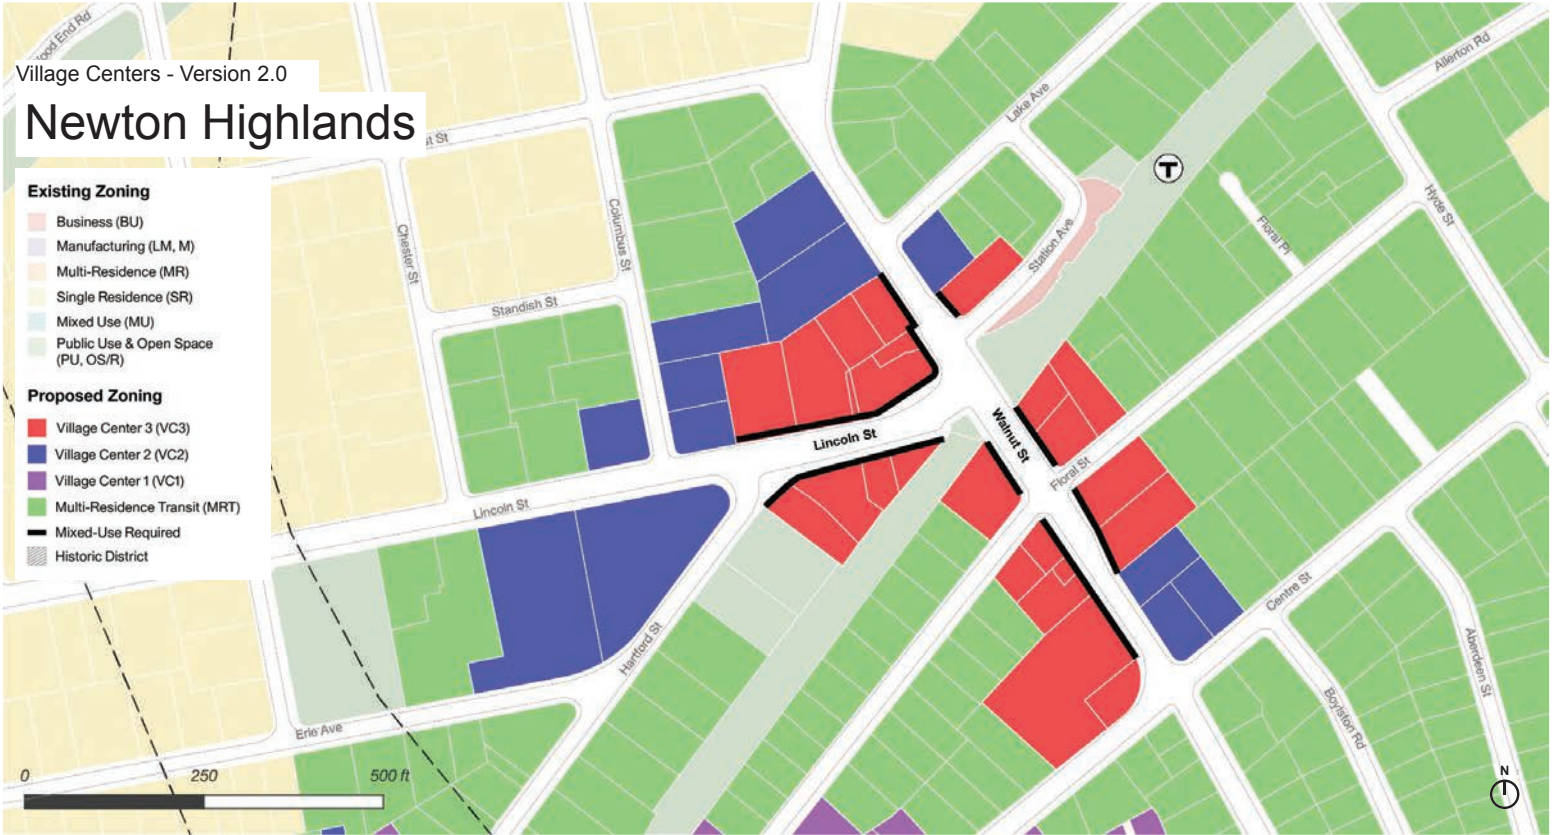 Village Centers - Version 2.0
Newton Highlands
Existing Zoning
Business (BU)
Manufacturing (LM, M)
Multi-Residence (MR)
Single Residence (SR)
Mixed Use (MU)
Public Use & Open Space
(PU, OS/R)
Proposed Zoning
Village Center 3 (VC3)
Village Center 2 (VC2)
Village Center 1 (VC1)
Multi-Residence Transit (MRT)
Mixed-Use Required
Historic District
0 250 500 ft
End Rd
st St
Chester St
Columbus St
Standish St
Lincoln St
Lincoln St
Erie Ave
Hartford St
Walnut St
Floral St
Station Ave
Lake Ave
T
Floral Pl
Hyde St
Allerton Rd
Centre St
Boylston Rd
Aberdeen St
N